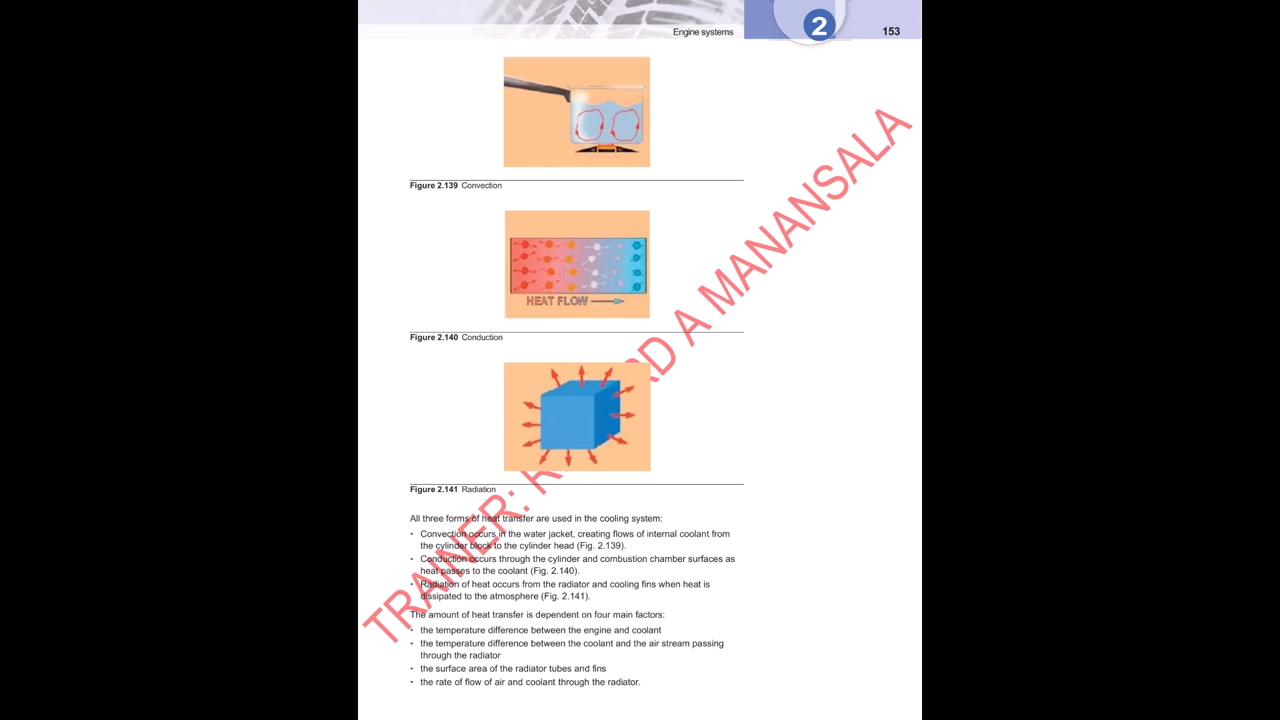 Engine systems
2
153
Figure 2.139 Convection
HEAT FLOW
Figure 2.140 Conduction
Figure 2.141 Radiation
All three forms of heat transfer are used in the cooling system:
• Convection occurs in the water jacket, creating flows of internal coolant from
the cylinder block to the cylinder head (Fig. 2.139).
• Conduction occurs through the cylinder and combustion chamber surfaces as
heat passes to the coolant (Fig. 2.140).
• Radiation of heat occurs from the radiator and cooling fins when heat is
dissipated to the atmosphere (Fig. 2.141).
The amount of heat transfer is dependent on four main factors:
• the temperature difference between the engine and coolant
• the temperature difference between the coolant and the air stream passing
through the radiator
• the surface area of the radiator tubes and fins
• the rate of flow of air and coolant through the radiator.
TRAINER: A MANANSALA